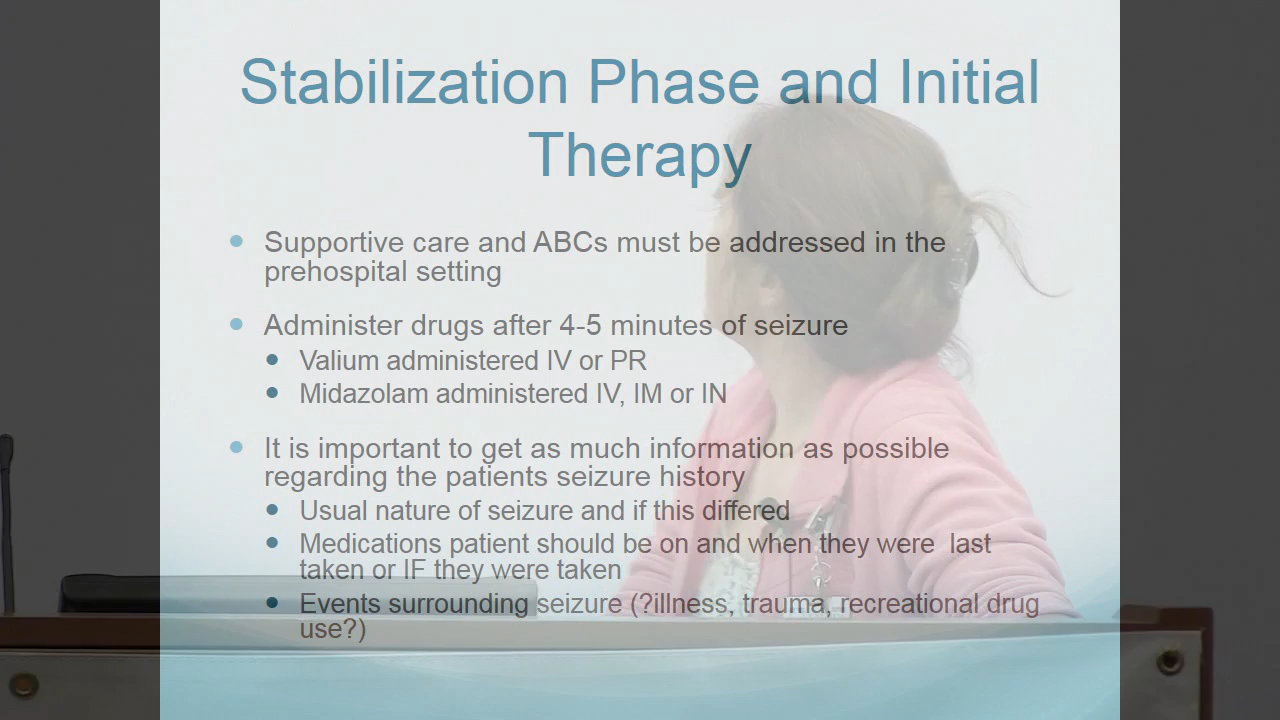 Stabilization Phase and Initial
Therapy
Supportive care and ABCs must be addressed in the
prehospital setting
Administer drugs after 4-5 minutes of seizure
Valium administered IV or PR
Midazolam administered IV, IM or IN
It is important to get as much information as possible
regarding the patients seizure history
Usual nature of seizure and if this differed
Medications patient should be on and when they were  last
taken or IF they were taken
Events surrounding seizure (?illness, trauma, recreational drug
use?)